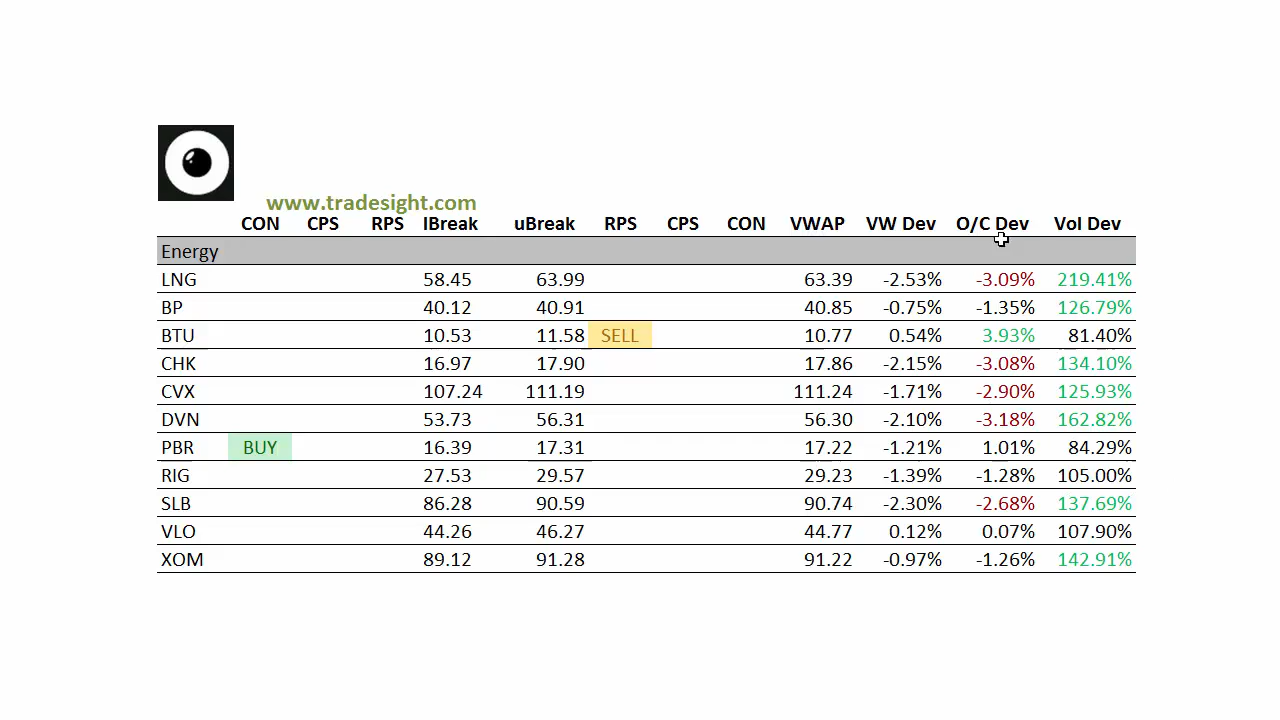 www.tradesight.com
CON CPS RPS lBreak uBreak RPS CPS CON VWAP VW Dev O/C Dev Vol Dev
Energy
LNG 58.45 63.99 63.39 -2.53% -3.09% 219.41%
BP 40.12 40.91 40.85 -0.75% -1.35% 126.79%
BTU 10.53 11.58 SELL 10.77 0.54% 3.93% 81.40%
CHK 16.97 17.90 17.86 -2.15% -3.08% 134.10%
CVX 107.24 111.19 111.24 -1.71% -2.90% 125.93%
DVN 53.73 56.31 56.30 -2.10% -3.18% 162.82%
PBR BUY 16.39 17.31 17.22 -1.21% 1.01% 84.29%
RIG 27.53 29.57 29.23 -1.39% -1.28% 105.00%
SLB 86.28 90.59 90.74 -2.30% -2.68% 137.69%
VLO 44.26 46.27 44.77 0.12% 0.07% 107.90%
XOM 89.12 91.28 91.22 -0.97% -1.26% 142.91%